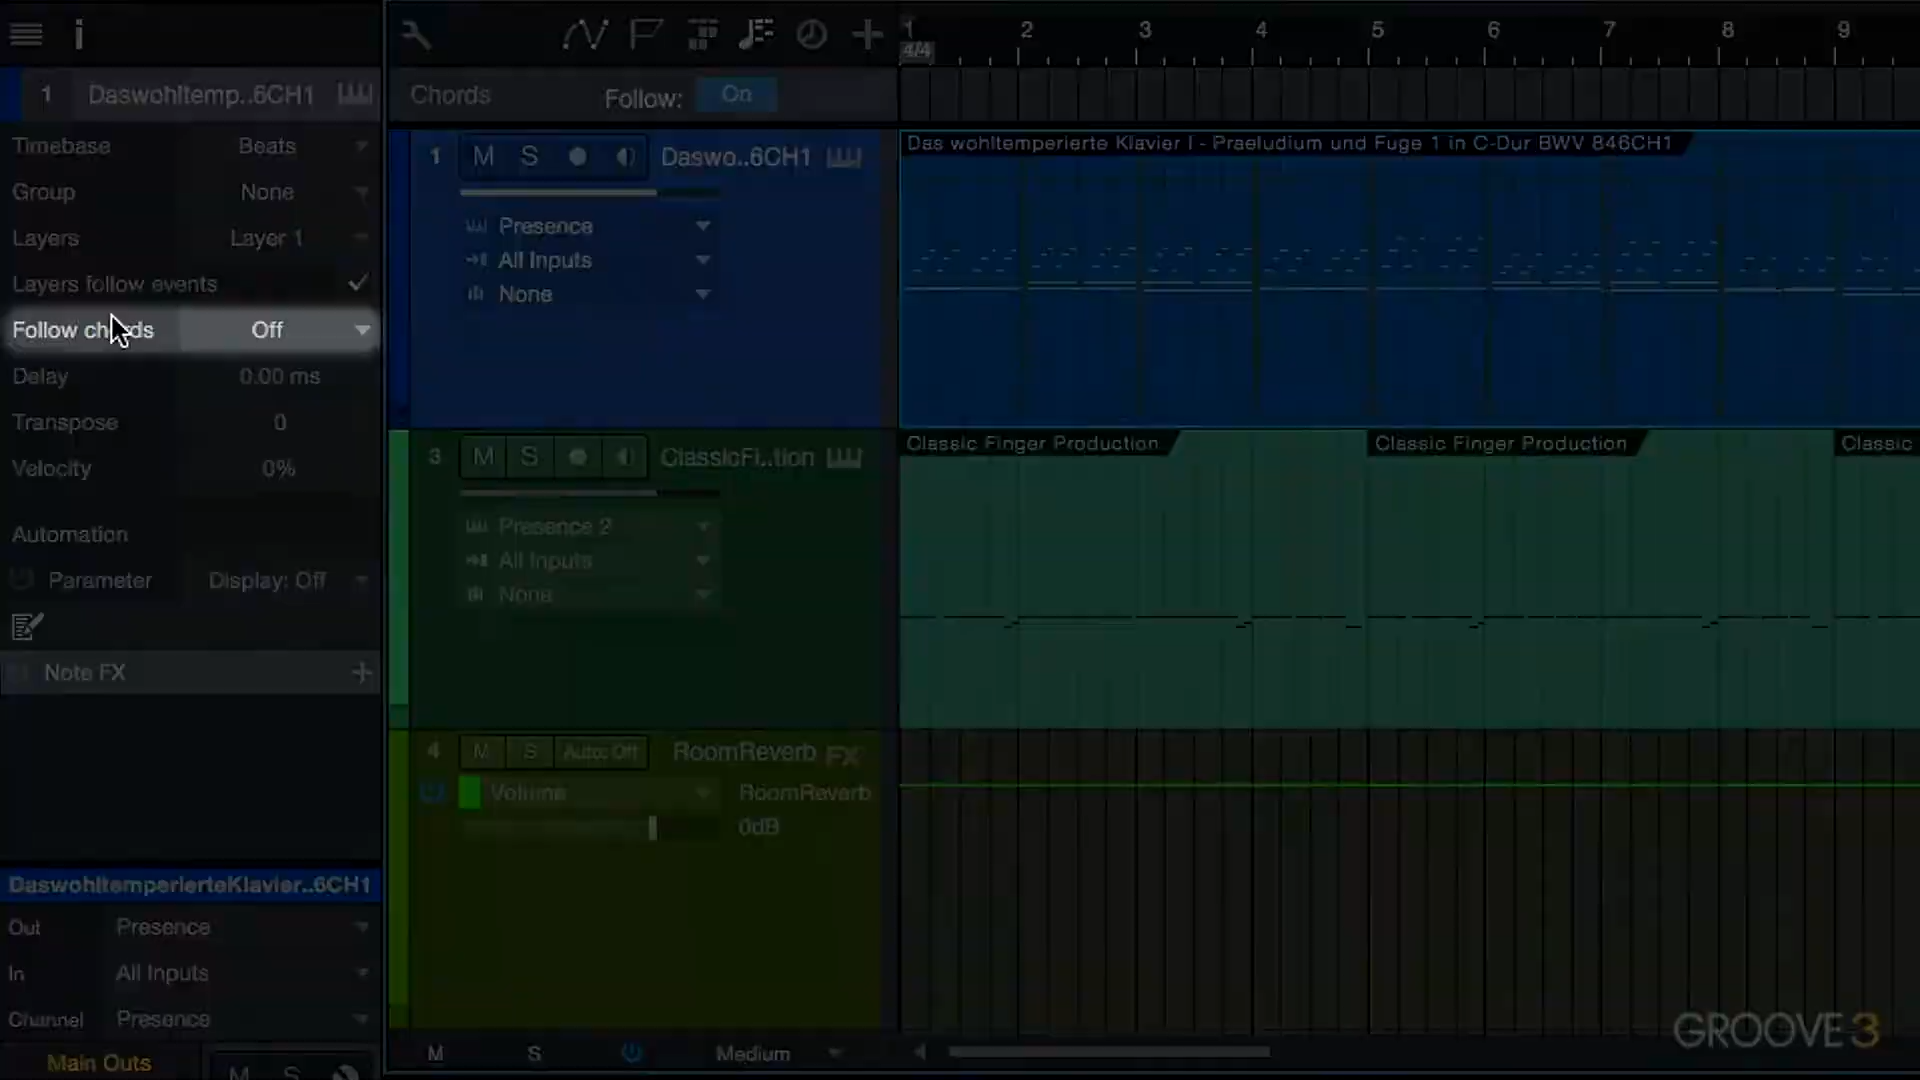 1 Daswohltemp..6CH1
Timebase Beats
Group None
Layers Layer 1
Layers follow events
Follow chords Off
Delay 0.00 ms
Transpose 0
Velocity 0%
Automation
Parameter Display: Off
Note FX
DaswohltemperierteKlavier..6CH1
Out Presence
In All Inputs
Channel Presence
Main Outs
M S
Chords Follow: On
1 2 3 4 5 6 7 8 9
4/4
1 M S Daswo..6CH1
Presence
All Inputs
None
Das wohltemperierte Klavier I - Praeludium und Fuge 1 in C-Dur BWV 846CH1
3 M S ClassicFi..tion
Presence 2
All Inputs
None
Classic Finger Production Classic Finger Production Classic
4 M S Auto: Off RoomReverb FX
Volume RoomReverb
0dB
M S Medium
GROOVE 3